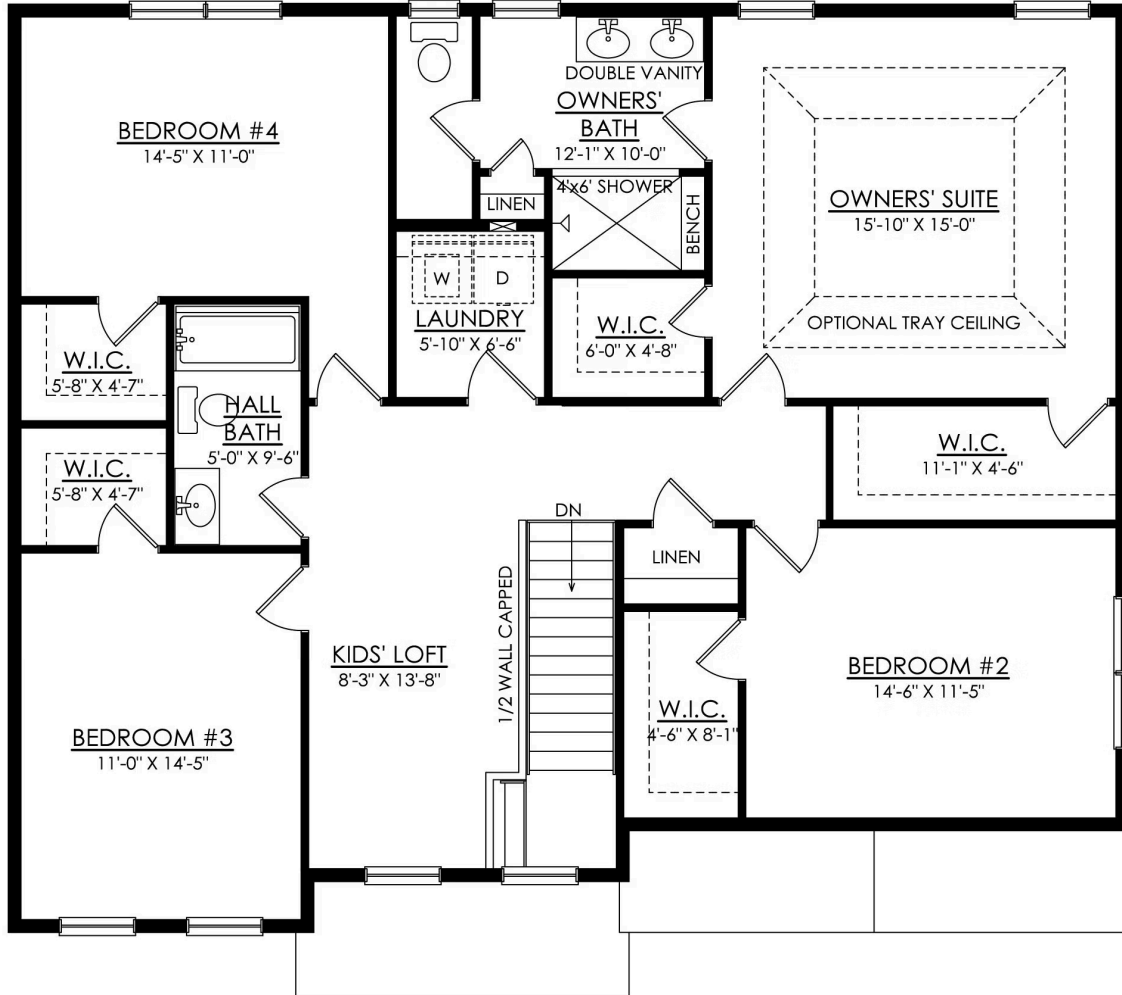 DOUBLE VANITY
OWNERS'
BATH
12'-1" X 10'-0"
BEDROOM #4
14'-5" X 11'-0"
4'x6' SHOWER
BENCH
LINEN
OWNERS' SUITE
15'-10" X 15'-0"
OPTIONAL TRAY CEILING
W
D
LAUNDRY
5'-10" X 6'-6"
W.I.C.
6'-0" X 4'-8"
W.I.C.
5'-8" X 4'-7"
HALL
BATH
5'-0" X 9'-6"
W.I.C.
5'-8" X 4'-7"
W.I.C.
11'-1" X 4'-6"
DN
LINEN
1/2 WALL CAPPED
KIDS' LOFT
8'-3" X 13'-8"
BEDROOM #2
14'-6" X 11'-5"
W.I.C.
4'-6" X 8'-1"
BEDROOM #3
11'-0" X 14'-5"